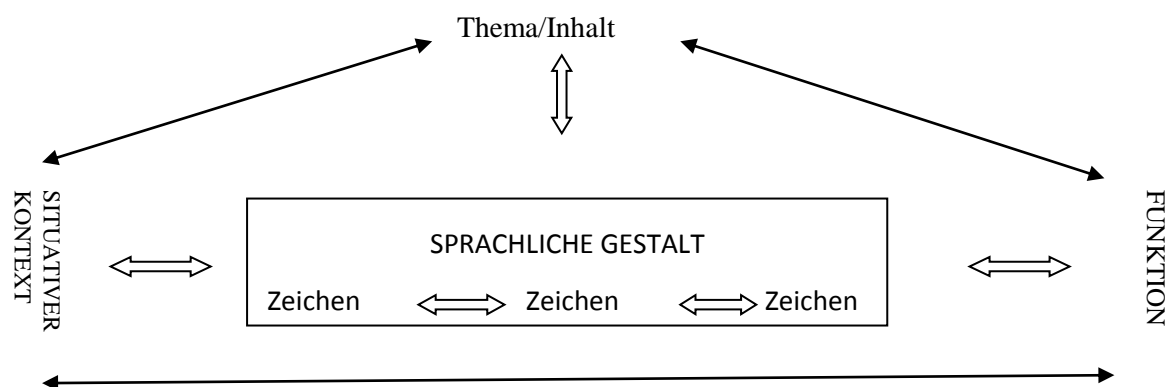 Thema/Inhalt
SITUATIVER
KONTEXT
SPRACHLICHE GESTALT
Zeichen Zeichen Zeichen
FUNKTION